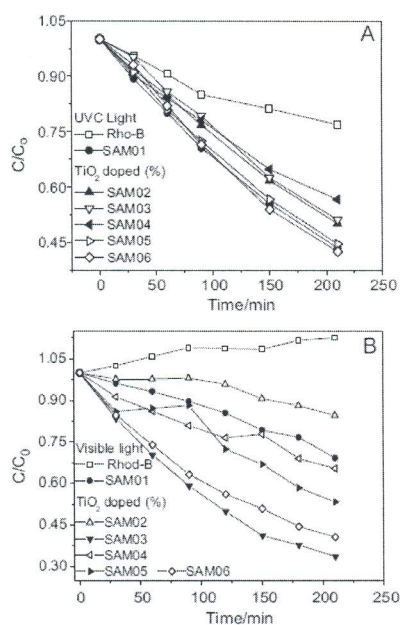 A
1.05
0.90
0.75
0.60
0.45
C/C₀
UVC Light
Rho-B
SAM01
TiO₂ doped (%)
SAM02
SAM03
SAM04
SAM05
SAM06
0 50 100 150 200 250
Time/min
B
1.05
0.90
0.75
0.60
0.45
0.30
C/C₀
Visible light
Rhod-B
SAM01
TiO₂ doped (%)
SAM02
SAM03
SAM04
SAM05 SAM06
0 50 100 150 200 250
Time/min